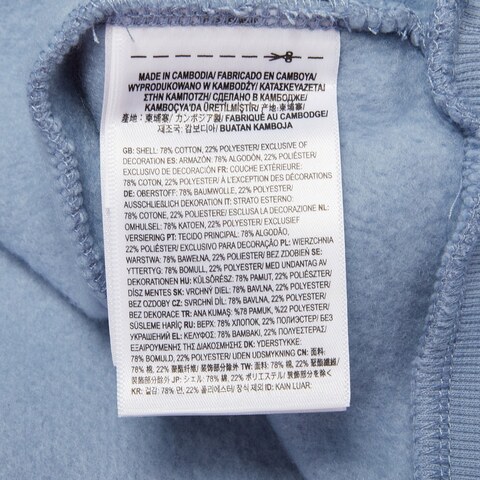 MADE IN CAMBODIA/ FABRICADO EN CAMBOYA/
WYPRODUKOWANO W KAMBODŻY/ ΚΑΤΑΣΚΕΥΑΖΕΤΑΙ
ΣΤΗΝ ΚΑΜΠΟΤΖΗ/ СДЕЛАНО В КАМБОДЖЕ/
KAMBOÇYA'DA ÜRETİLMİŞTİR/ 产地：柬埔寨/
產地：柬埔寨/ カンボジア製/ FABRIQUÉ AU CAMBODGE/
제조국: 캄보디아/ BUATAN KAMBOJA
GB: SHELL: 78% COTTON, 22% POLYESTER/ EXCLUSIVE OF
DECORATION ES: ARMAZÓN: 78% ALGODÓN, 22% POLIÉSTER/
EXCLUSIVO DE DECORACIÓN FR: COUCHE EXTÉRIEURE:
78% COTON, 22% POLYESTER/ À L'EXCEPTION DES DÉCORATIONS
DE: OBERSTOFF: 78% BAUMWOLLE, 22% POLYESTER/
AUSSCHLIEẞLICH DEKORATION IT: STRATO ESTERNO:
78% COTONE, 22% POLIESTERE/ ESCLUSA LA DECORAZIONE NL:
OMHULSEL: 78% KATOEN, 22% POLYESTER/ EXCLUSIEF
VERSIERING PT: TECIDO PRINCIPAL: 78% ALGODÃO,
22% POLIÉSTER/ EXCLUSIVO PARA DECORAÇÃO PL: WIERZCHNIA
WARSTWA: 78% BAWEŁNA, 22% POLIESTER/ BEZ OZDÓB SE:
YTTERTYG: 78% BOMULL, 22% POLYESTER/ MED UNDANTAG AV
DEKORATIONEN HU: KÜLSŐRÉSZ: 78% PAMUT, 22% POLIÉSZTER/
DÍSZ MENTES SK: VRCHNÝ DIEL: 78% BAVLNA, 22% POLYESTER/
BEZ OZDOBY CZ: SVRCHNÍ DÍL: 78% BAVLNA, 22% POLYESTER/
BEZ DEKORACE TR: ANA KUMAŞ: %78 PAMUK, %22 POLYESTER/
SÜSLEME HARİÇ RU: ВЕРХ: 78% ХЛОПОК, 22% ПОЛИЭСТЕР/ БЕЗ
УКРАШЕНИЙ EL: ΚΕΛΥΦΟΣ: 78% ΒΑΜΒΑΚΙ, 22% ΠΟΛΥΕΣΤΕΡΑΣ/
ΕΞΑΙΡΟΥΜΕΝΗΣ ΤΗΣ ΔΙΑΚΟΣΜΗΣΗΣ DK: YDERSTYKKE:
78% BOMULD, 22% POLYESTER/ UDEN UDSMYKNING CN: 面料:
78% 棉, 22% 聚酯纤维/ 装饰部分除外 TW: 面料: 78% 棉, 22% 聚酯纖維/
裝飾部分除外 JP: シェル: 綿 78%, 22% ポリエステル/ 装飾部分を除く
KR: 겉감: 78% 면, 22% 폴리에스터/ 장식 제외 ID: KAIN LUAR: